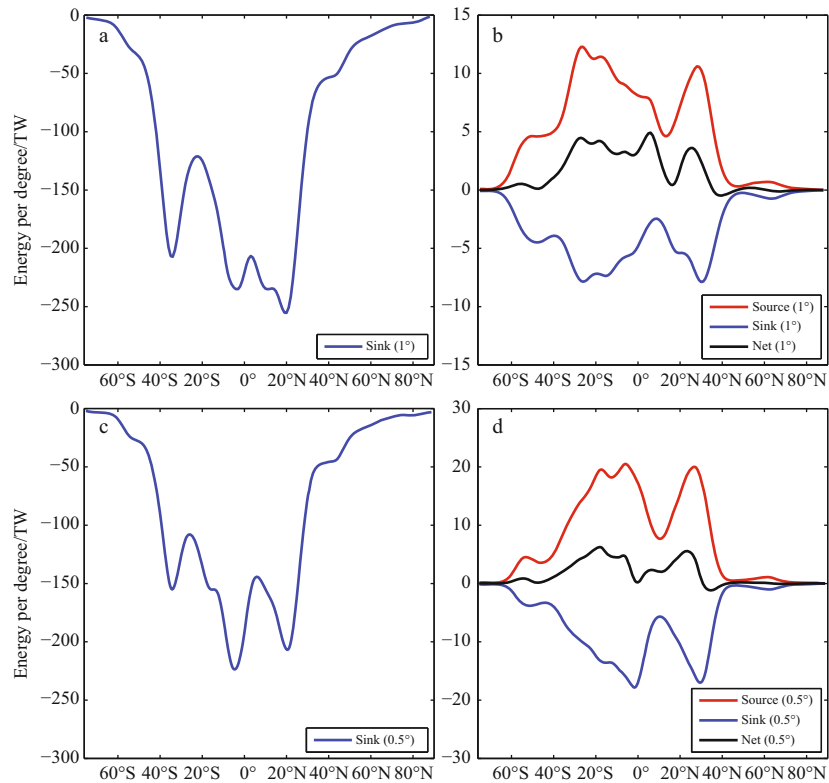 a
0
−50
−100
−150
−200
−250
−300
Energy per degree/TW
Sink (1°)
60°S 40°S 20°S 0° 20°N 40°N 60°N 80°N
b
15
10
5
0
−5
−10
−15
Source (1°)
Sink (1°)
Net (1°)
60°S 40°S 20°S 0° 20°N 40°N 60°N 80°N
c
0
−50
−100
−150
−200
−250
−300
Energy per degree/TW
Sink (0.5°)
60°S 40°S 20°S 0° 20°N 40°N 60°N 80°N
d
30
20
10
0
−10
−20
−30
Source (0.5°)
Sink (0.5°)
Net (0.5°)
60°S 40°S 20°S 0° 20°N 40°N 60°N 80°N